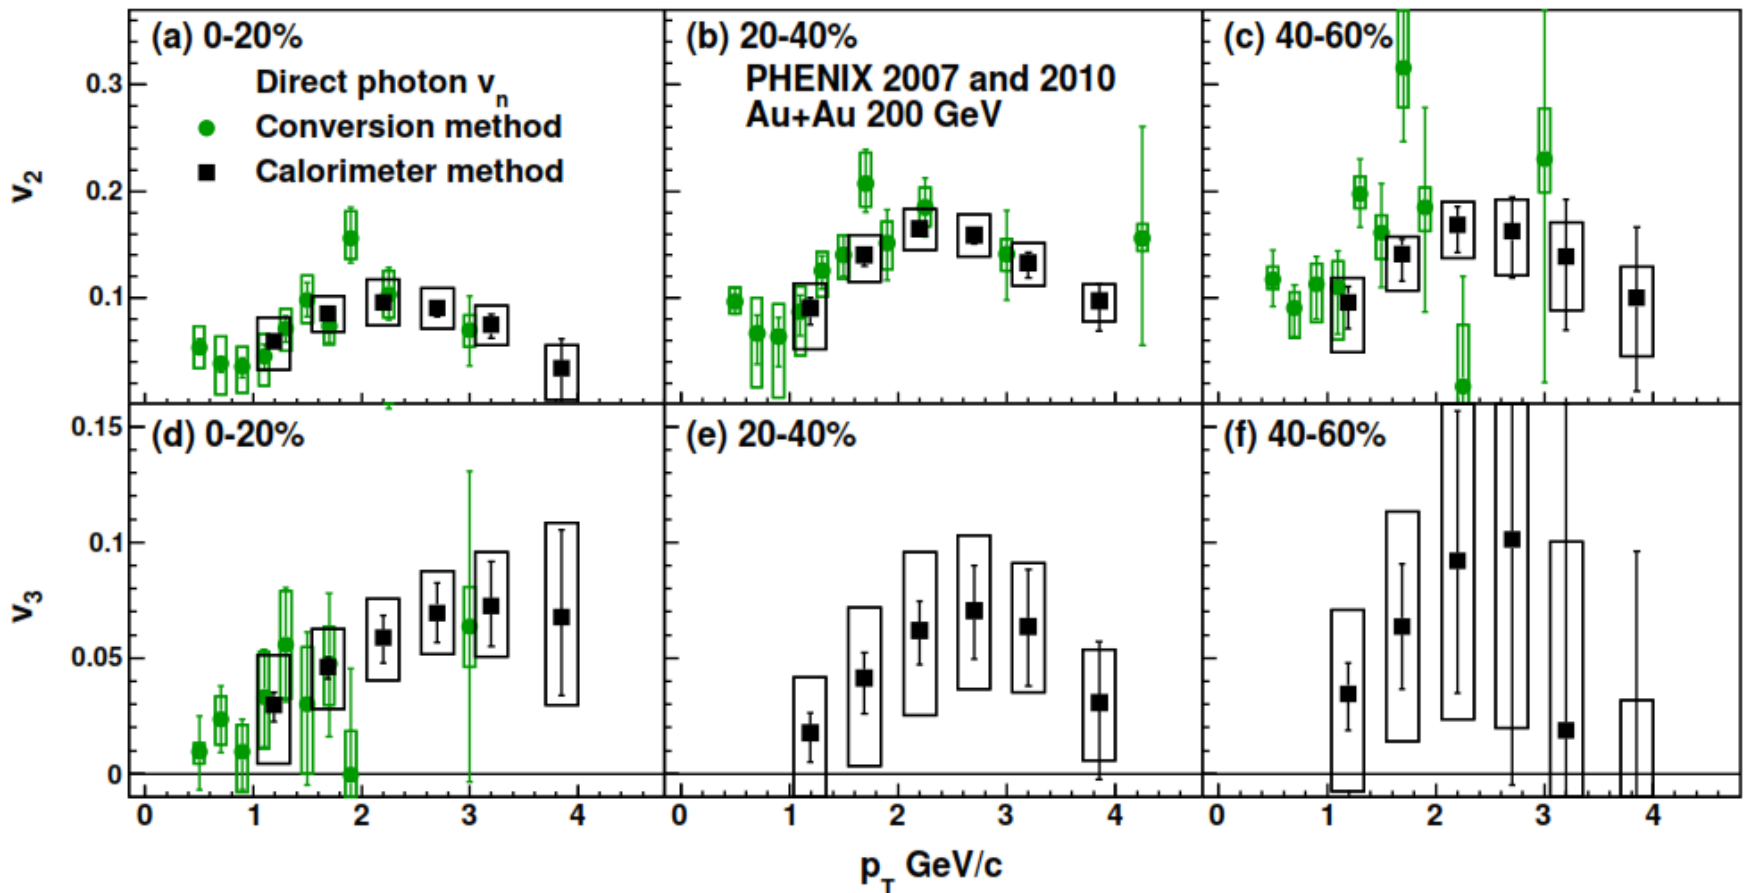 (a) 0-20%
Direct photon vn
Conversion method
Calorimeter method
(b) 20-40%
PHENIX 2007 and 2010
Au+Au 200 GeV
(c) 40-60%
v2
0.3
0.2
0.1
(d) 0-20%
(e) 20-40%
(f) 40-60%
v3
0.15
0.1
0.05
0
0 1 2 3 4
0 1 2 3 4
0 1 2 3 4
pT GeV/c